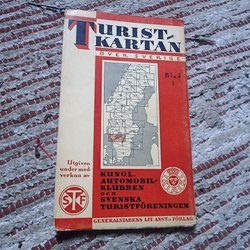 TURIST-
KARTAN
ÖVER SVERIGE
Bl. 1
Utgiven
under med-
verkan av
KUNGL.
AUTOMOBIL-
KLUBBEN
OCH
SVENSKA
TURISTFÖRENINGEN
STF
GENERALSTABENS LIT. ANST:S FÖRLAG